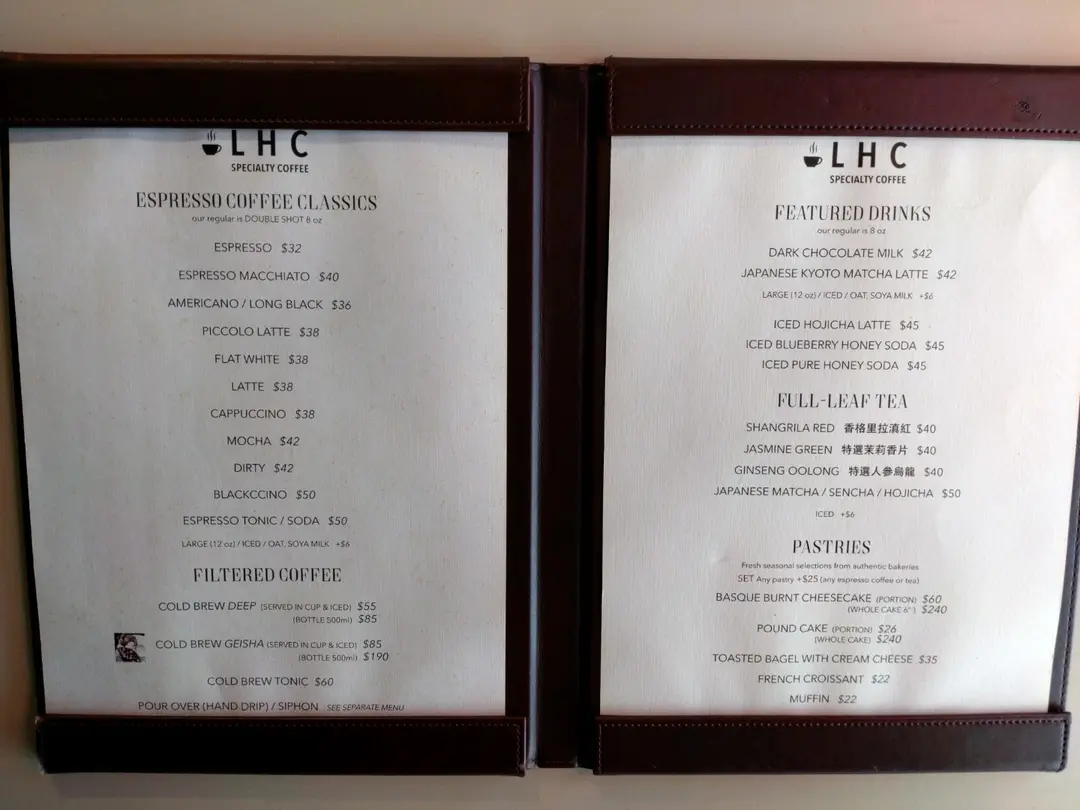 LHC
SPECIALTY COFFEE
ESPRESSO COFFEE CLASSICS
our regular is DOUBLE SHOT 8 oz
ESPRESSO $32
ESPRESSO MACCHIATO $40
AMERICANO / LONG BLACK $36
PICCOLO LATTE $38
FLAT WHITE $38
LATTE $38
CAPPUCCINO $38
MOCHA $42
DIRTY $42
BLACKCCINO $50
ESPRESSO TONIC / SODA $50
LARGE (12 oz) / ICED / OAT, SOYA MILK +$6
FILTERED COFFEE
COLD BREW DEEP (SERVED IN CUP & ICED) $55
(BOTTLE 500ml) $85
COLD BREW GEISHA (SERVED IN CUP & ICED) $85
(BOTTLE 500ml) $190
COLD BREW TONIC $60
POUR OVER (HAND DRIP) / SIPHON SEE SEPARATE MENU
LHC
SPECIALTY COFFEE
FEATURED DRINKS
our regular is 8 oz
DARK CHOCOLATE MILK $42
JAPANESE KYOTO MATCHA LATTE $42
LARGE (12 oz) / ICED / OAT, SOYA MILK +$6
ICED HOJICHA LATTE $45
ICED BLUEBERRY HONEY SODA $45
ICED PURE HONEY SODA $45
FULL-LEAF TEA
SHANGRILA RED 香格里拉滇紅 $40
JASMINE GREEN 特選茉莉香片 $40
GINSENG OOLONG 特選人參烏龍 $40
JAPANESE MATCHA / SENCHA / HOJICHA $50
ICED +$6
PASTRIES
Fresh seasonal selections from authentic bakeries
SET Any pastry +$25 (any espresso coffee or tea)
BASQUE BURNT CHEESECAKE (PORTION) $60
(WHOLE CAKE 6") $240
POUND CAKE (PORTION) $26
(WHOLE CAKE) $240
TOASTED BAGEL WITH CREAM CHEESE $35
FRENCH CROISSANT $22
MUFFIN $22